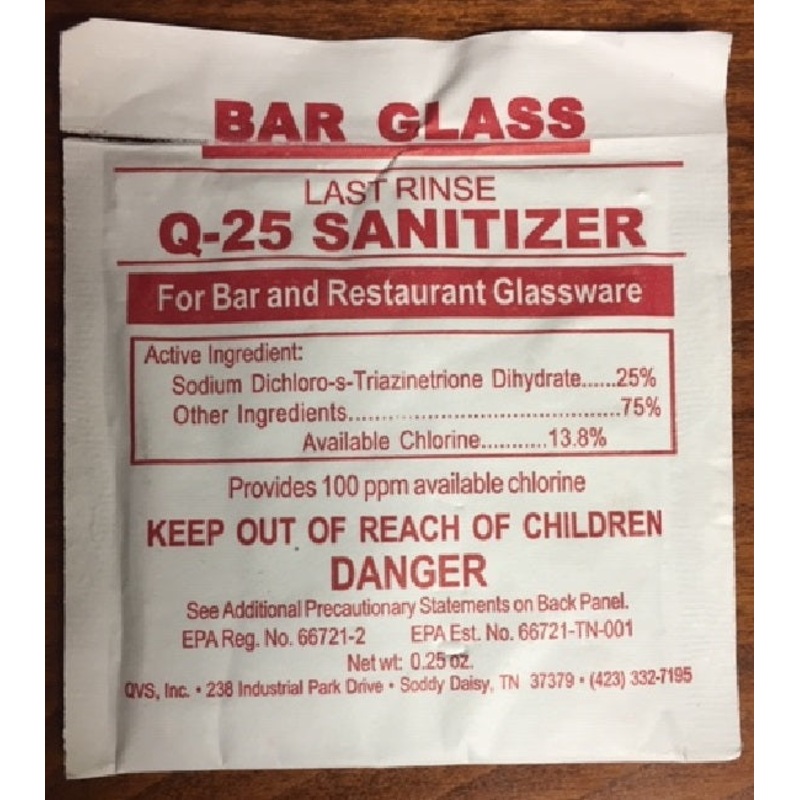 BAR GLASS
LAST RINSE
Q-25 SANITIZER
For Bar and Restaurant Glassware
Active Ingredient:
Sodium Dichloro-s-Triazinetrione Dihydrate......25%
Other Ingredients..........................................75%
Available Chlorine...........13.8%
Provides 100 ppm available chlorine
KEEP OUT OF REACH OF CHILDREN
DANGER
See Additional Precautionary Statements on Back Panel.
EPA Reg. No. 66721-2 EPA Est. No. 66721-TN-001
Net wt: 0.25 oz.
QVS, Inc. • 238 Industrial Park Drive • Soddy Daisy, TN 37379 • (423) 332-7195